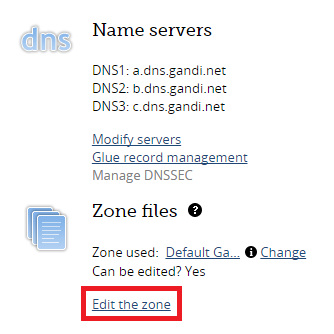 dns
Name servers
DNS1: a.dns.gandi.net
DNS2: b.dns.gandi.net
DNS3: c.dns.gandi.net
Modify servers
Glue record management
Manage DNSSEC
Zone files ?
Zone used: Default Ga... i Change
Can be edited? Yes
Edit the zone